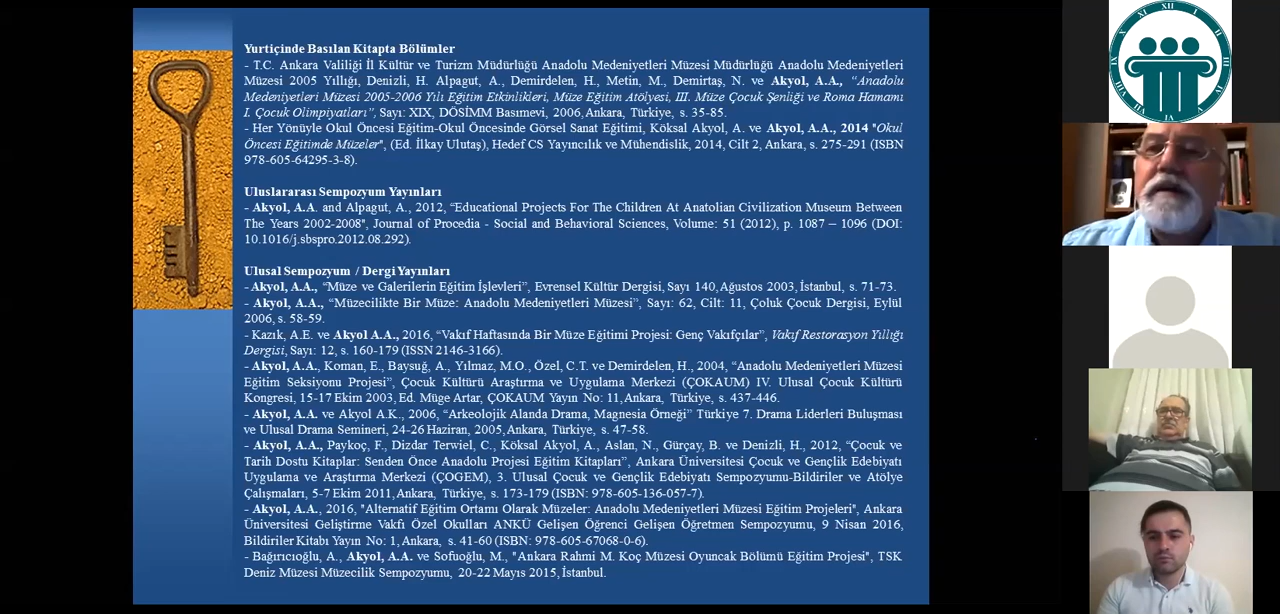 Yurtiçinde Basılan Kitapta Bölümler
- T.C. Ankara Valiliği İl Kültür ve Turizm Müdürlüğü Anadolu Medeniyetleri Müzesi Müdürlüğü Anadolu Medeniyetleri
Müzesi 2005 Yıllığı, Denizli, H. Alpagut, A., Demirdelen, H., Metin, M., Demirtaş, N. ve Akyol, A.A., “Anadolu
Medeniyetleri Müzesi 2005-2006 Yılı Eğitim Etkinlikleri, Müze Eğitim Atölyesi, III. Müze Çocuk Şenliği ve Roma Hamamı
I. Çocuk Olimpiyatları”, Sayı: XIX, DÖSİMM Basımevi, 2006, Ankara, Türkiye, s. 35-85.
- Her Yönüyle Okul Öncesi Eğitim-Okul Öncesinde Görsel Sanat Eğitimi, Köksal Akyol, A. ve Akyol, A.A., 2014 "Okul
Öncesi Eğitimde Müzeler", (Ed. İlkay Ulutaş), Hedef CS Yayıncılık ve Mühendislik, 2014, Cilt 2, Ankara, s. 275-291 (ISBN
978-605-64295-3-8).
Uluslararası Sempozyum Yayınları
- Akyol, A.A. and Alpagut, A., 2012, “Educational Projects For The Children At Anatolian Civilization Museum Between
The Years 2002-2008", Journal of Procedia - Social and Behavioral Sciences, Volume: 51 (2012), p. 1087 – 1096 (DOI:
10.1016/j.sbspro.2012.08.292).
Ulusal Sempozyum / Dergi Yayınları
- Akyol, A.A., “Müze ve Galerilerin Eğitim İşlevleri”, Evrensel Kültür Dergisi, Sayı 140, Ağustos 2003, İstanbul, s. 71-73.
- Akyol, A.A., “Müzecilikte Bir Müze: Anadolu Medeniyetleri Müzesi”, Sayı: 62, Cilt: 11, Çoluk Çocuk Dergisi, Eylül
2006, s. 58-59.
- Kazık, A.E. ve Akyol A.A., 2016, “Vakıf Haftasında Bir Müze Eğitimi Projesi: Genç Vakıfçılar”, Vakıf Restorasyon Yıllığı
Dergisi, Sayı: 12, s. 160-179 (ISSN 2146-3166).
- Akyol, A.A., Koman, E., Baysuğ, A., Yılmaz, M.O., Özel, C.T. ve Demirdelen, H., 2004, “Anadolu Medeniyetleri Müzesi
Eğitim Seksiyonu Projesi”, Çocuk Kültürü Araştırma ve Uygulama Merkezi (ÇOKAUM) IV. Ulusal Çocuk Kültürü
Kongresi, 15-17 Ekim 2003, Ed. Müge Artar, ÇOKAUM Yayın No: 11, Ankara, Türkiye, s. 437-446.
- Akyol, A.A. ve Akyol A.K., 2006, “Arkeolojik Alanda Drama, Magnesia Örneği” Türkiye 7. Drama Liderleri Buluşması
ve Ulusal Drama Semineri, 24-26 Haziran, 2005, Ankara, Türkiye, s. 47-58.
- Akyol, A.A., Paykoç, F., Dizdar Terwiel, C., Köksal Akyol, A., Aslan, N., Gürçay, B. ve Denizli, H., 2012, “Çocuk ve
Tarih Dostu Kitaplar: Senden Önce Anadolu Projesi Eğitim Kitapları”, Ankara Üniversitesi Çocuk ve Gençlik Edebiyatı
Uygulama ve Araştırma Merkezi (ÇOGEM), 3. Ulusal Çocuk ve Gençlik Edebiyatı Sempozyumu-Bildiriler ve Atölye
Çalışmaları, 5-7 Ekim 2011, Ankara, Türkiye, s. 173-179 (ISBN: 978-605-136-057-7).
- Akyol, A.A., 2016, "Alternatif Eğitim Ortamı Olarak Müzeler: Anadolu Medeniyetleri Müzesi Eğitim Projeleri", Ankara
Üniversitesi Geliştirme Vakfı Özel Okulları ANKÜ Gelişen Öğrenci Gelişen Öğretmen Sempozyumu, 9 Nisan 2016,
Bildiriler Kitabı Yayın No: 1, Ankara, s. 41-60 (ISBN: 978-605-67068-0-6).
- Bağırıcıoğlu, A., Akyol, A.A. ve Sofuoğlu, M., "Ankara Rahmi M. Koç Müzesi Oyuncak Bölümü Eğitim Projesi", TSK
Deniz Müzesi Müzecilik Sempozyumu, 20-22 Mayıs 2015, İstanbul.
XII
I
II
III
V
VI
VII
VIII
IX
X
XI